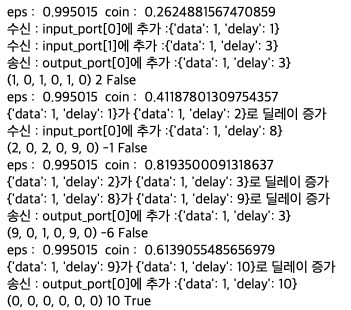 eps :  0.995015  coin :  0.2624881567470859
수신 : input_port[0]에 추가 :{'data': 1, 'delay': 1}
수신 : input_port[1]에 추가 :{'data': 1, 'delay': 3}
송신 : output_port[0]에 추가 :{'data': 1, 'delay': 3}
(1, 0, 1, 0, 1, 0) 2 False
eps :  0.995015  coin :  0.41187801309754357
{'data': 1, 'delay': 1}가 {'data': 1, 'delay': 2}로 딜레이 증가
수신 : input_port[0]에 추가 :{'data': 1, 'delay': 8}
(2, 0, 2, 0, 9, 0) -1 False
eps :  0.995015  coin :  0.8193500091318637
{'data': 1, 'delay': 2}가 {'data': 1, 'delay': 3}로 딜레이 증가
{'data': 1, 'delay': 8}가 {'data': 1, 'delay': 9}로 딜레이 증가
송신 : output_port[0]에 추가 :{'data': 1, 'delay': 3}
(9, 0, 1, 0, 9, 0) -6 False
eps :  0.995015  coin :  0.6139055485656979
{'data': 1, 'delay': 9}가 {'data': 1, 'delay': 10}로 딜레이 증가
송신 : output_port[0]에 추가 :{'data': 1, 'delay': 10}
(0, 0, 0, 0, 0, 0) 10 True